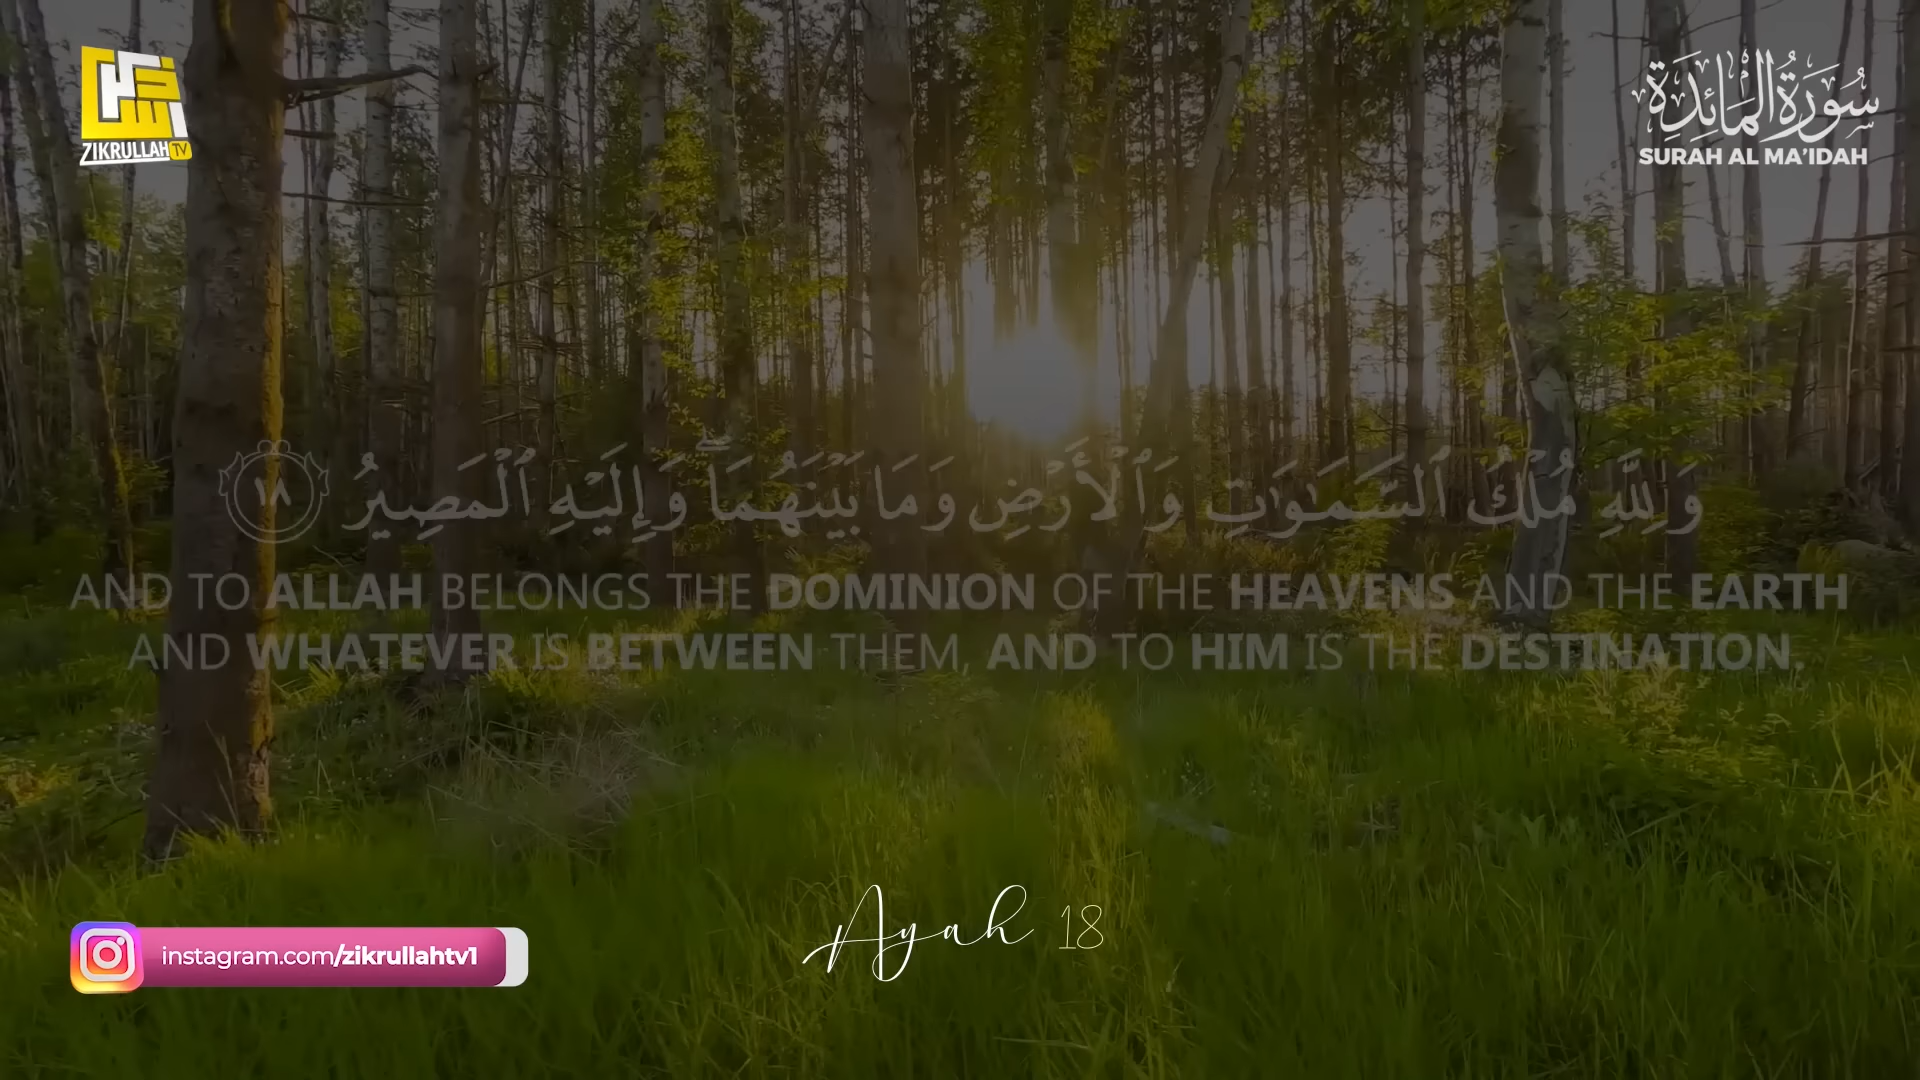 ZIKRULLAH TV
سُورَةُ الْمَائِدَة
SURAH AL MA'IDAH
وَلِلَّهِ مُلْكُ ٱلسَّمَـٰوَٰتِ وَٱلْأَرْضِ وَمَا بَيْنَهُمَا ۖ وَإِلَيْهِ ٱلْمَصِيرُ ١٨
AND TO ALLAH BELONGS THE DOMINION OF THE HEAVENS AND THE EARTH
AND WHATEVER IS BETWEEN THEM, AND TO HIM IS THE DESTINATION.
Ayah 18
instagram.com/zikrullahtv1